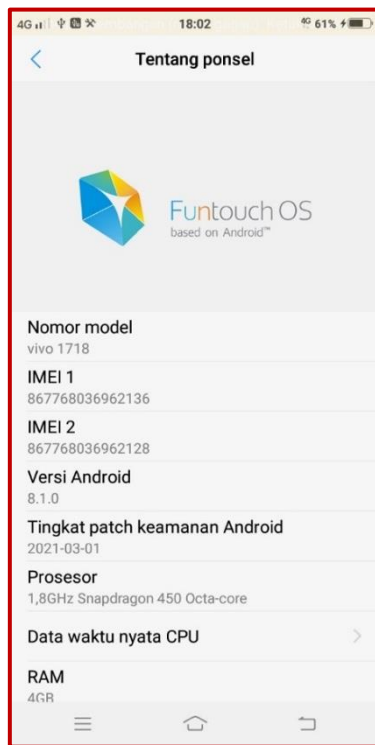 4G 18:02 4G 61%
Tentang ponsel
Funtouch OS
based on Android™
Nomor model
vivo 1718
IMEI 1
867768036962136
IMEI 2
867768036962128
Versi Android
8.1.0
Tingkat patch keamanan Android
2021-03-01
Prosesor
1,8GHz Snapdragon 450 Octa-core
Data waktu nyata CPU
RAM
4GB